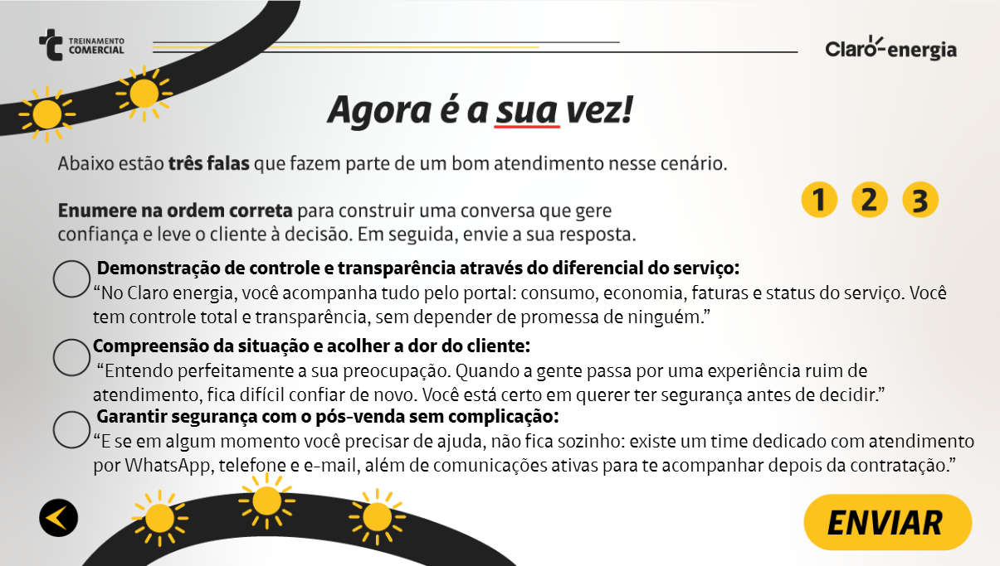 TREINAMENTO
COMERCIAL
Claro-energia
Agora é a sua vez!
Abaixo estão três falas que fazem parte de um bom atendimento nesse cenário.
Enumere na ordem correta para construir uma conversa que gere
confiança e leve o cliente à decisão. Em seguida, envie a sua resposta.
1 2 3
Demonstração de controle e transparência através do diferencial do serviço:
“No Claro energia, você acompanha tudo pelo portal: consumo, economia, faturas e status do serviço. Você
tem controle total e transparência, sem depender de promessa de ninguém.”
Compreensão da situação e acolher a dor do cliente:
“Entendo perfeitamente a sua preocupação. Quando a gente passa por uma experiência ruim de
atendimento, fica difícil confiar de novo. Você está certo em querer ter segurança antes de decidir.”
Garantir segurança com o pós-venda sem complicação:
“E se em algum momento você precisar de ajuda, não fica sozinho: existe um time dedicado com atendimento
por WhatsApp, telefone e e-mail, além de comunicações ativas para te acompanhar depois da contratação.”
ENVIAR